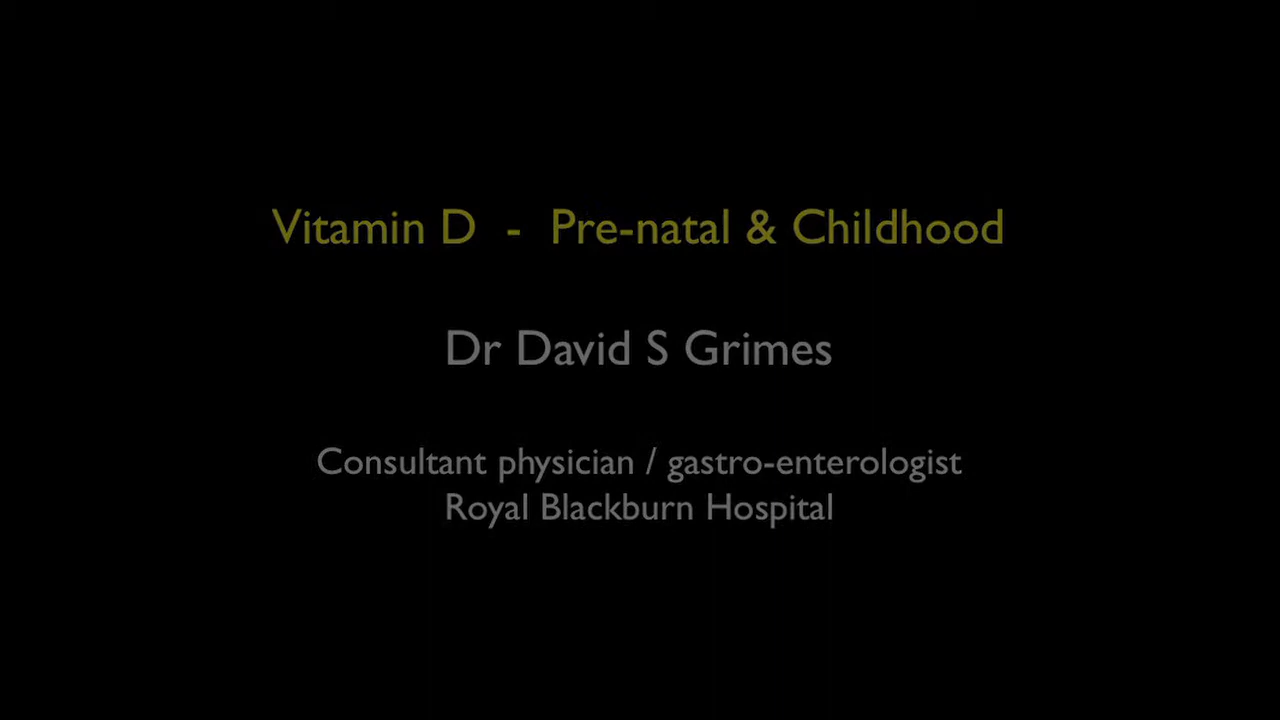 Vitamin D - Pre-natal & Childhood
Dr David S Grimes
Consultant physician / gastro-enterologist
Royal Blackburn Hospital